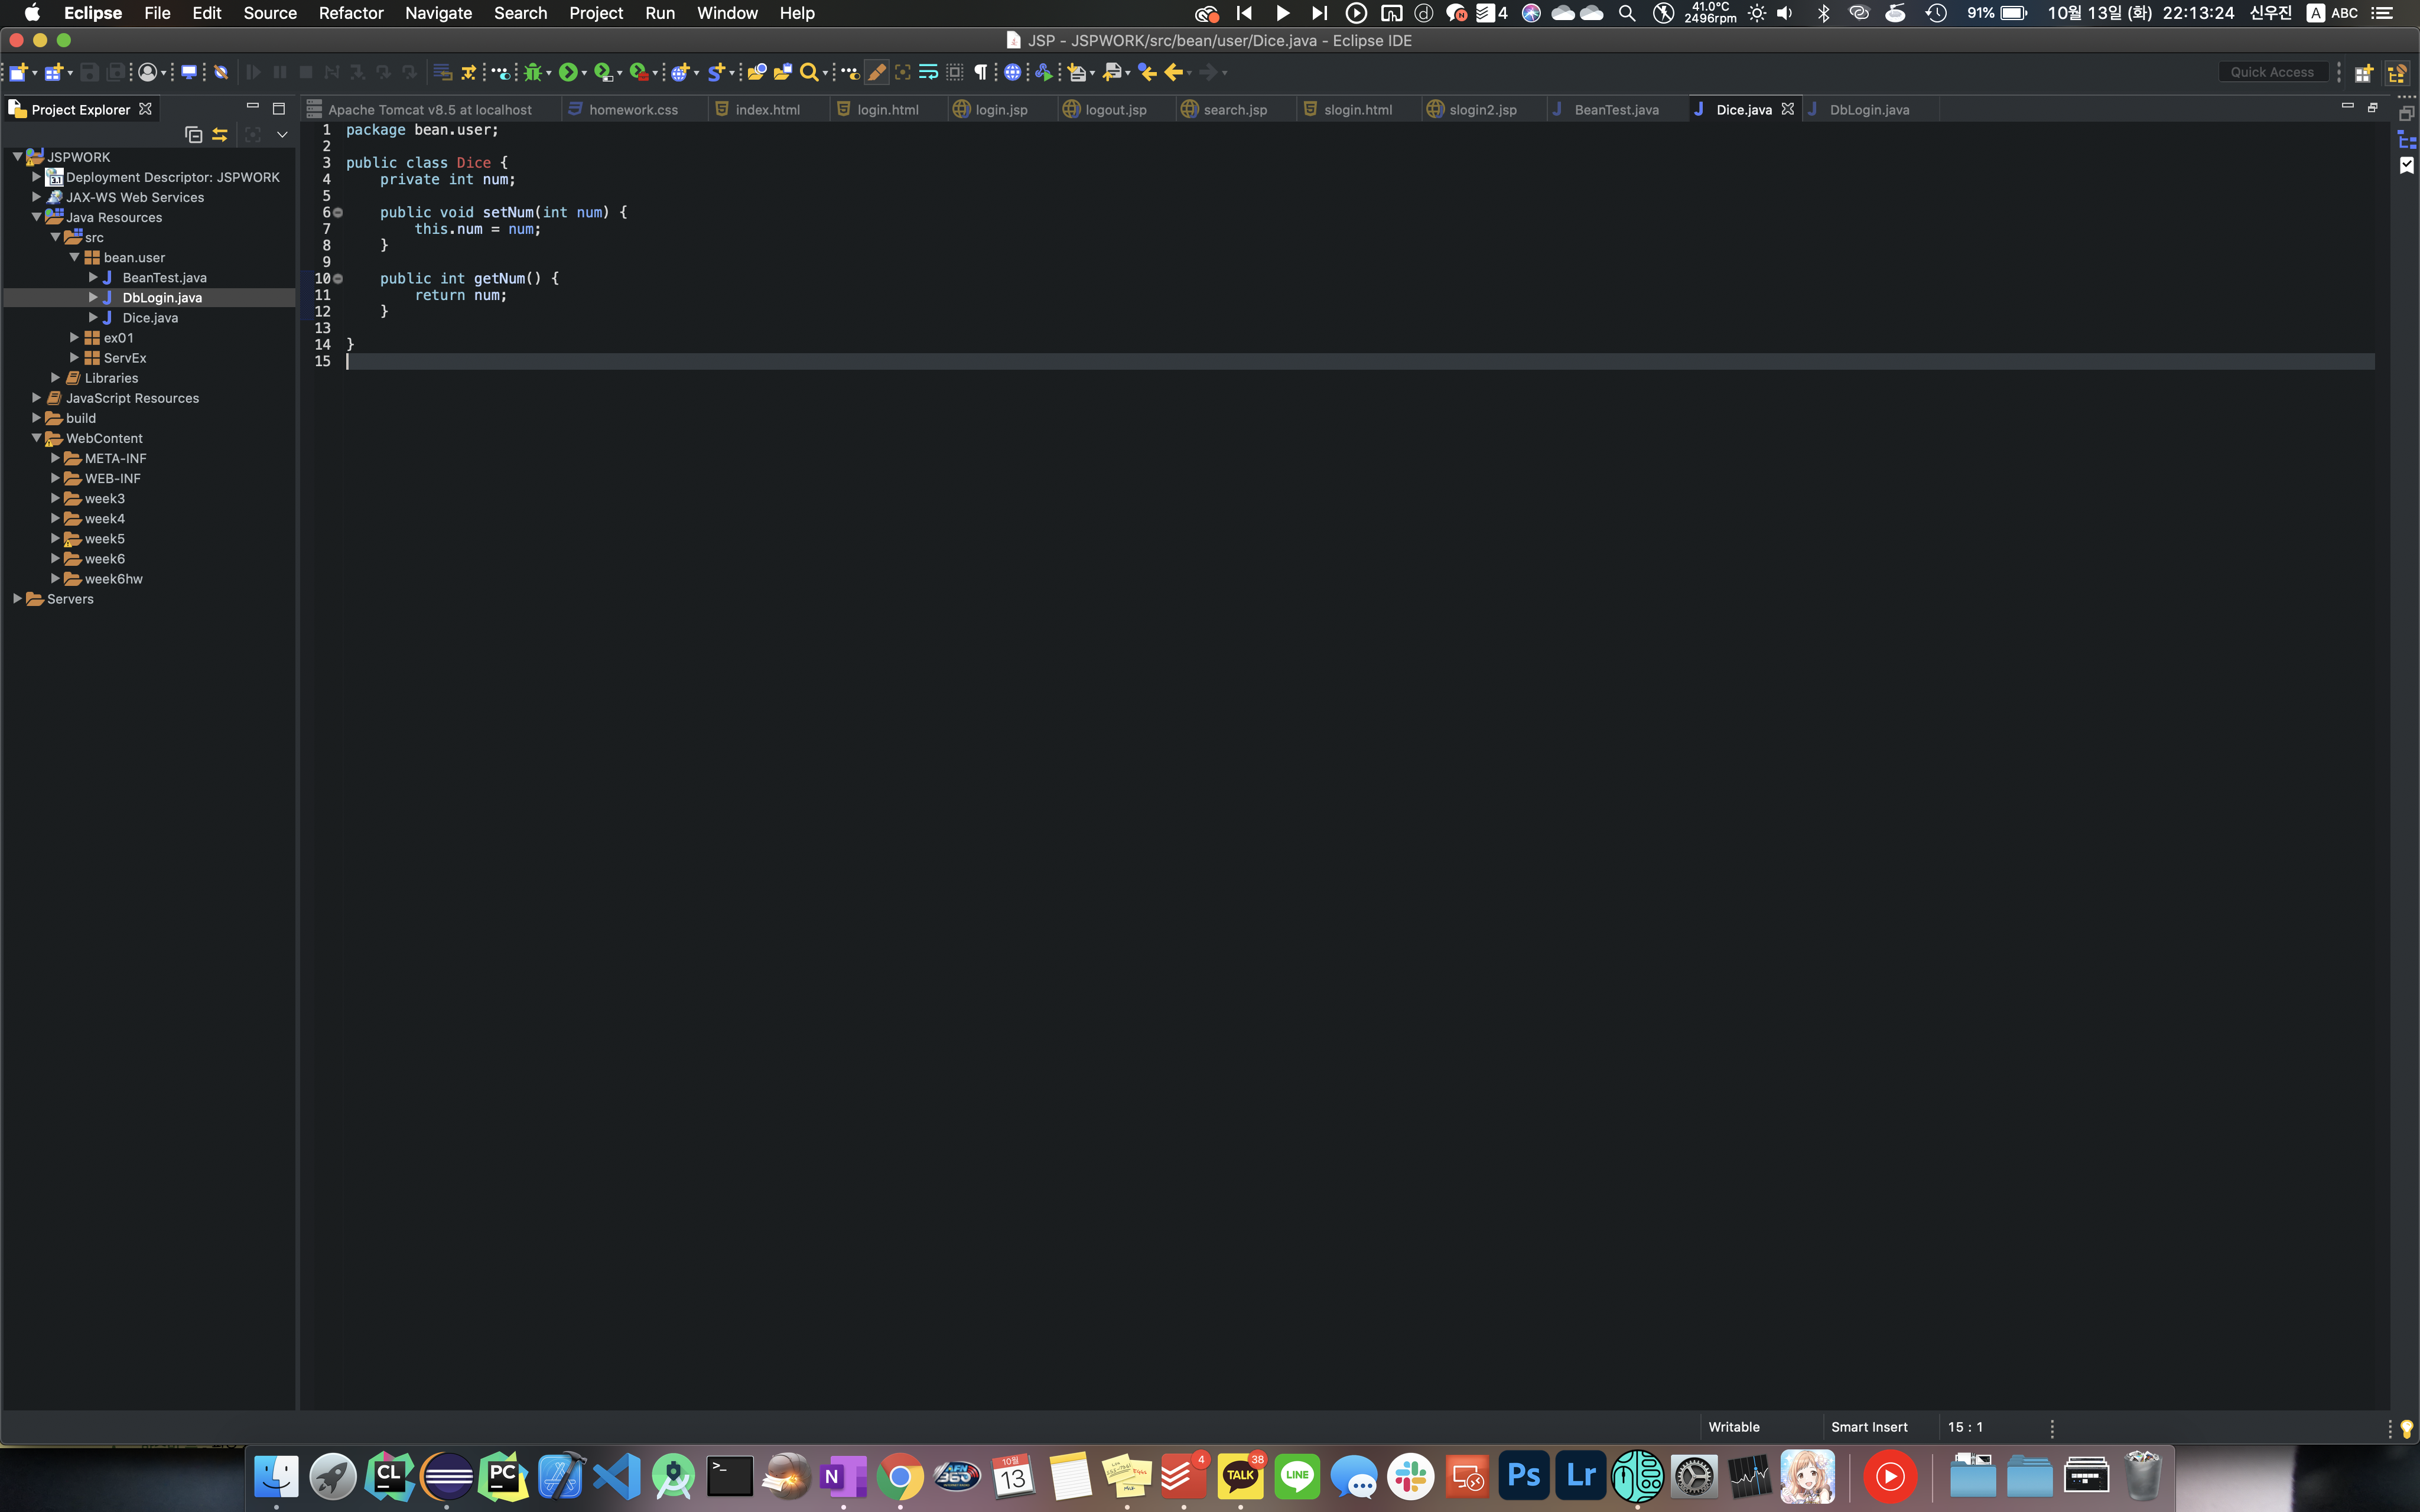 Eclipse File Edit Source Refactor Navigate Search Project Run Window Help 4 41.0°C 2496rpm 91% 10월 13일 (화) 22:13:24 신우진 A ABC
JSP - JSPWORK/src/bean/user/Dice.java - Eclipse IDE
Quick Access
Project Explorer
Apache Tomcat v8.5 at localhost homework.css index.html login.html login.jsp logout.jsp search.jsp slogin.html slogin2.jsp BeanTest.java Dice.java DbLogin.java
JSPWORK
Deployment Descriptor: JSPWORK
JAX-WS Web Services
Java Resources
src
bean.user
BeanTest.java
DbLogin.java
Dice.java
ex01
ServEx
Libraries
JavaScript Resources
build
WebContent
META-INF
WEB-INF
week3
week4
week5
week6
week6hw
Servers
1 package bean.user;
2
3 public class Dice {
4 private int num;
5
6 public void setNum(int num) {
7 this.num = num;
8 }
9
10 public int getNum() {
11 return num;
12 }
13
14 }
15
Writable Smart Insert 15 : 1
CL PC N 10월 13 4 TALK 38 LINE Ps Lr